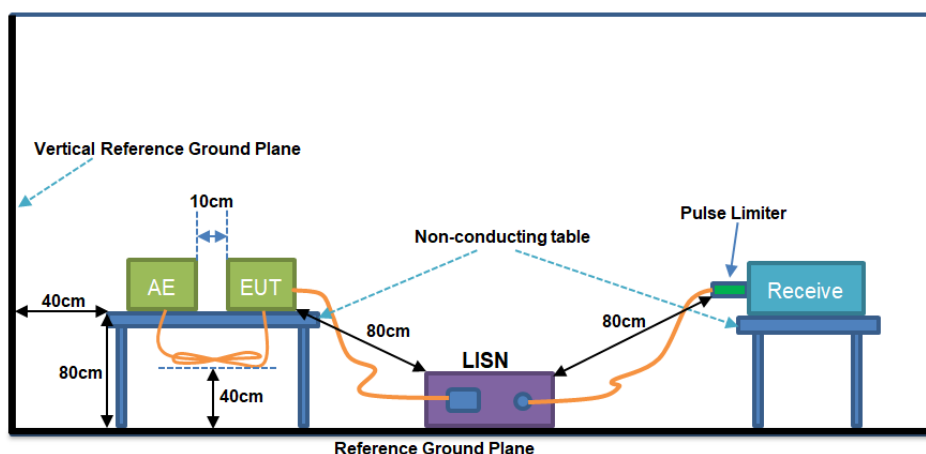 Vertical Reference Ground Plane
10cm
Pulse Limiter
Non-conducting table
AE
EUT
Receive
40cm
80cm
80cm
LISN
80cm
40cm
Reference Ground Plane